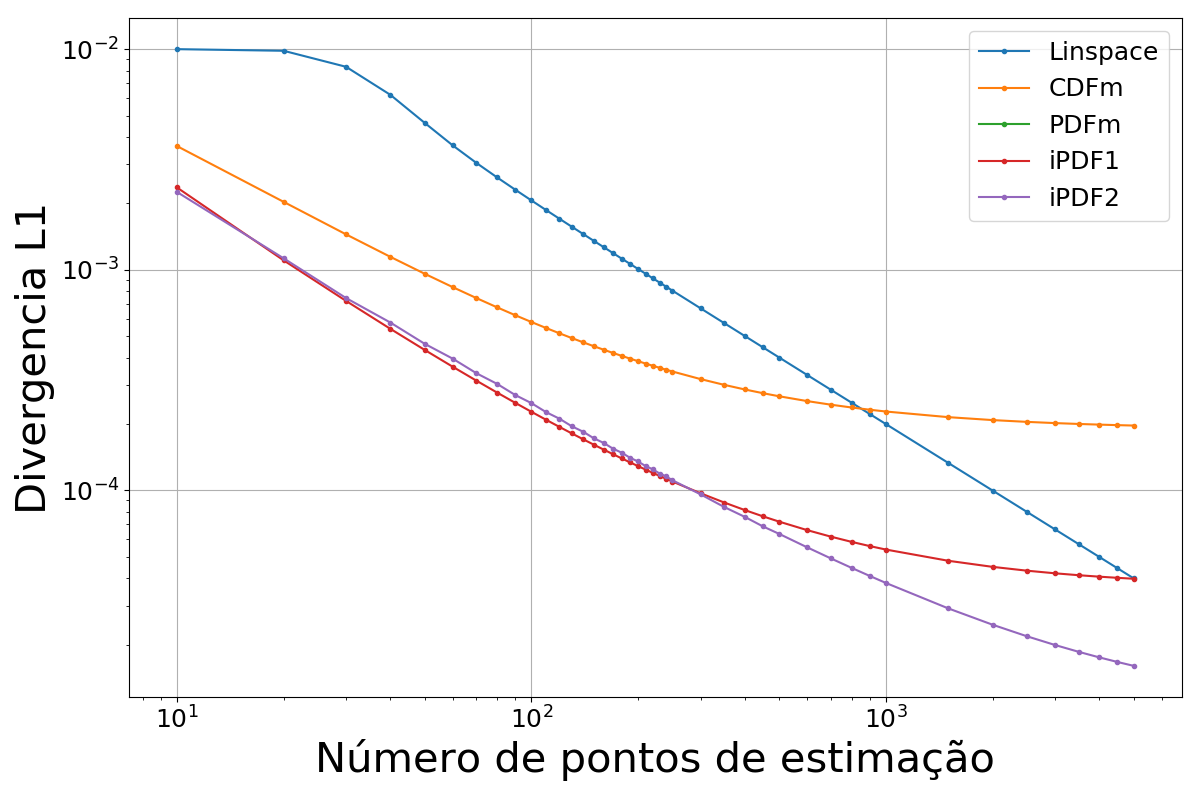 Divergencia L1
10⁻²
10⁻³
10⁻⁴
Linspace
CDFm
PDFm
iPDF1
iPDF2
10¹
10²
10³
Número de pontos de estimação